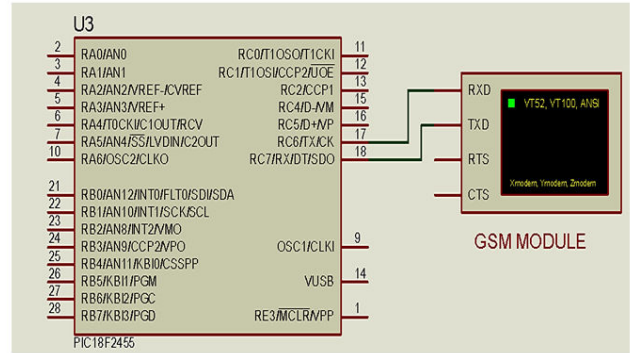 U3
2 RA0/AN0
3 RA1/AN1
4 RA2/AN2/VREF-/CVREF
5 RA3/AN3/VREF+
6 RA4/T0CKI/C1OUT/RCV
7 RA5/AN4/SS/LVDIN/C2OUT
10 RA6/OSC2/CLKO
21 RB0/AN12/INT0/FLT0/SDI/SDA
22 RB1/AN10/INT1/SCK/SCL
23 RB2/AN8/INT2/VMO
24 RB3/AN9/CCP2/VPO
25 RB4/AN11/KBI0/CSSPP
26 RB5/KBI1/PGM
27 RB6/KBI2/PGC
28 RB7/KBI3/PGD
RC0/T1OSO/T1CKI 11
RC1/T1OSI/CCP2/UOE 12
RC2/CCP1 13
RC4/D-/VM 15
RC5/D+/VP 16
RC6/TX/CK 17
RC7/RX/DT/SDO 18
OSC1/CLKI 9
VUSB 14
RE3/MCLR/VPP 1
PIC18F2455
RXD
TXD
RTS
CTS
VT52, VT100, ANSI
Xmodem, Ymodem, Zmodem
GSM MODULE